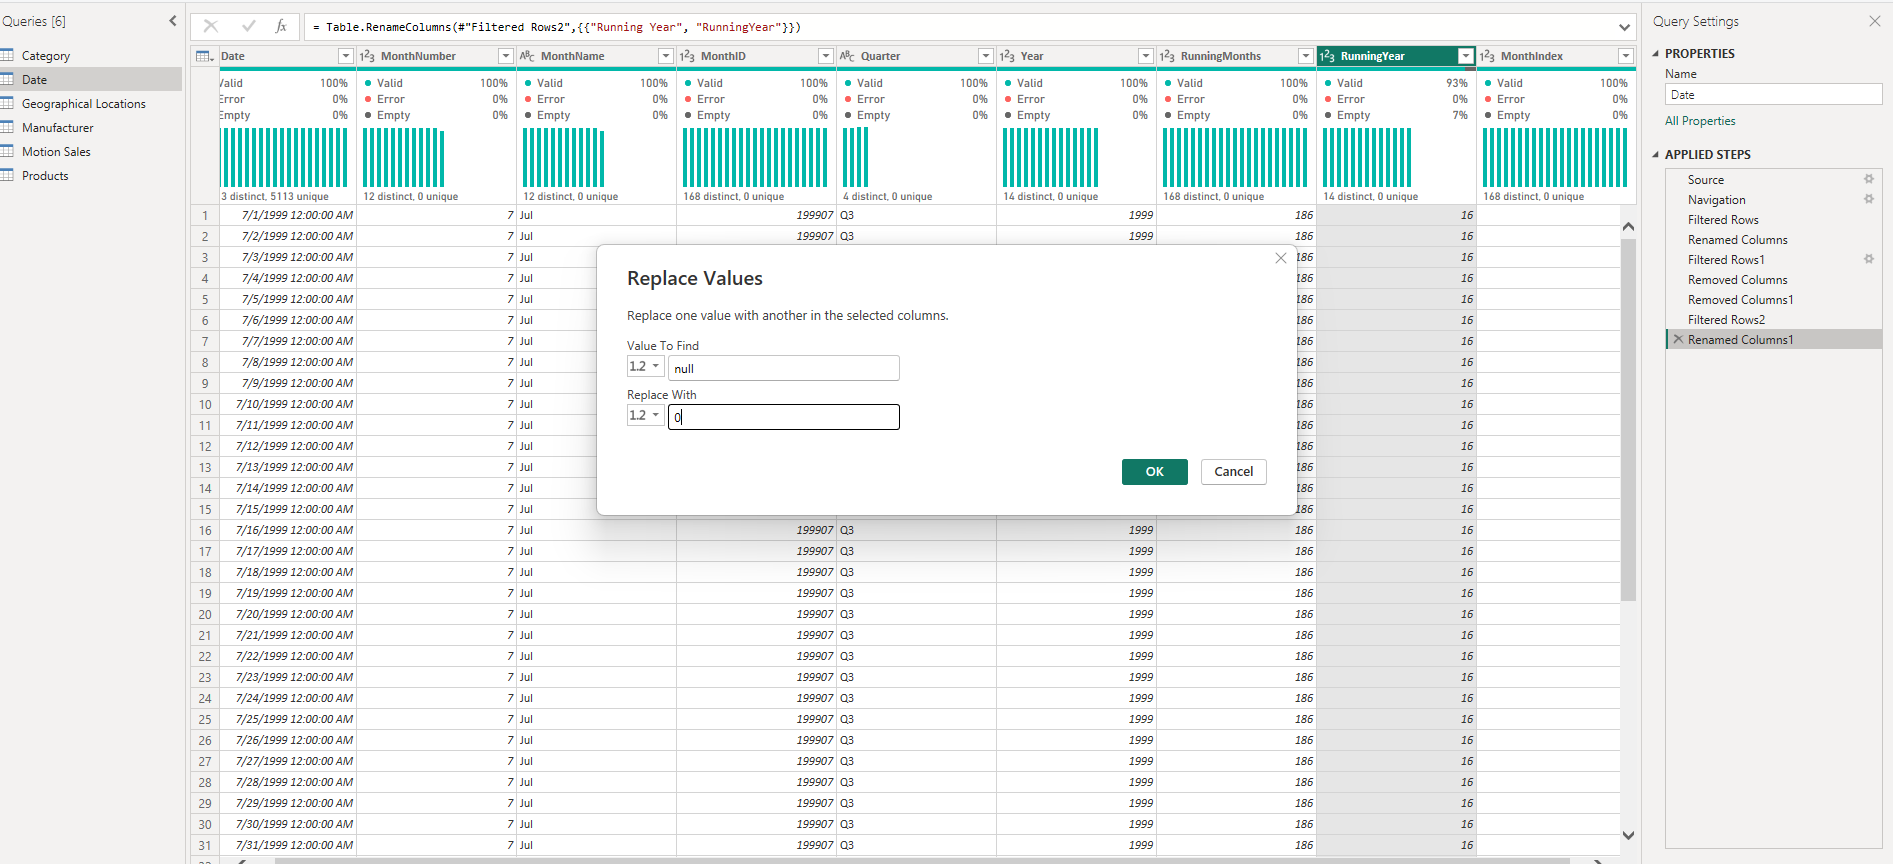 Queries [6]
Category
Date
Geographical Locations
Manufacturer
Motion Sales
Products
fx = Table.RenameColumns(#"Filtered Rows2",{{"Running Year", "RunningYear"}})
Date 1²3 MonthNumber ABC MonthName 1²3 MonthID ABC Quarter 1²3 Year 1²3 RunningMonths 1²3 RunningYear 1²3 MonthIndex
Valid 100% Valid 100% Valid 100% Valid 100% Valid 100% Valid 100% Valid 100% Valid 93% Valid 100%
Error 0% Error 0% Error 0% Error 0% Error 0% Error 0% Error 0% Error 0% Error 0%
Empty 0% Empty 0% Empty 0% Empty 0% Empty 0% Empty 0% Empty 0% Empty 7% Empty 0%
3 distinct, 5113 unique 12 distinct, 0 unique 12 distinct, 0 unique 168 distinct, 0 unique 4 distinct, 0 unique 14 distinct, 0 unique 168 distinct, 0 unique 14 distinct, 0 unique 168 distinct, 0 unique
1 7/1/1999 12:00:00 AM 7 Jul 199907 Q3 1999 186 16
2 7/2/1999 12:00:00 AM 7 Jul 199907 Q3 1999 186 16
3 7/3/1999 12:00:00 AM 7 Jul 186 16
4 7/4/1999 12:00:00 AM 7 Jul 186 16
5 7/5/1999 12:00:00 AM 7 Jul 186 16
6 7/6/1999 12:00:00 AM 7 Jul 186 16
7 7/7/1999 12:00:00 AM 7 Jul 186 16
8 7/8/1999 12:00:00 AM 7 Jul 186 16
9 7/9/1999 12:00:00 AM 7 Jul 186 16
10 7/10/1999 12:00:00 AM 7 Jul 186 16
11 7/11/1999 12:00:00 AM 7 Jul 186 16
12 7/12/1999 12:00:00 AM 7 Jul 186 16
13 7/13/1999 12:00:00 AM 7 Jul 186 16
14 7/14/1999 12:00:00 AM 7 Jul 186 16
15 7/15/1999 12:00:00 AM 7 Jul 186 16
16 7/16/1999 12:00:00 AM 7 Jul 199907 Q3 1999 186 16
17 7/17/1999 12:00:00 AM 7 Jul 199907 Q3 1999 186 16
18 7/18/1999 12:00:00 AM 7 Jul 199907 Q3 1999 186 16
19 7/19/1999 12:00:00 AM 7 Jul 199907 Q3 1999 186 16
20 7/20/1999 12:00:00 AM 7 Jul 199907 Q3 1999 186 16
21 7/21/1999 12:00:00 AM 7 Jul 199907 Q3 1999 186 16
22 7/22/1999 12:00:00 AM 7 Jul 199907 Q3 1999 186 16
23 7/23/1999 12:00:00 AM 7 Jul 199907 Q3 1999 186 16
24 7/24/1999 12:00:00 AM 7 Jul 199907 Q3 1999 186 16
25 7/25/1999 12:00:00 AM 7 Jul 199907 Q3 1999 186 16
26 7/26/1999 12:00:00 AM 7 Jul 199907 Q3 1999 186 16
27 7/27/1999 12:00:00 AM 7 Jul 199907 Q3 1999 186 16
28 7/28/1999 12:00:00 AM 7 Jul 199907 Q3 1999 186 16
29 7/29/1999 12:00:00 AM 7 Jul 199907 Q3 1999 186 16
30 7/30/1999 12:00:00 AM 7 Jul 199907 Q3 1999 186 16
31 7/31/1999 12:00:00 AM 7 Jul 199907 Q3 1999 186 16
Replace Values
Replace one value with another in the selected columns.
Value To Find
1.2 null
Replace With
1.2 0
OK Cancel
Query Settings
PROPERTIES
Name
Date
All Properties
APPLIED STEPS
Source
Navigation
Filtered Rows
Renamed Columns
Filtered Rows1
Removed Columns
Removed Columns1
Filtered Rows2
Renamed Columns1